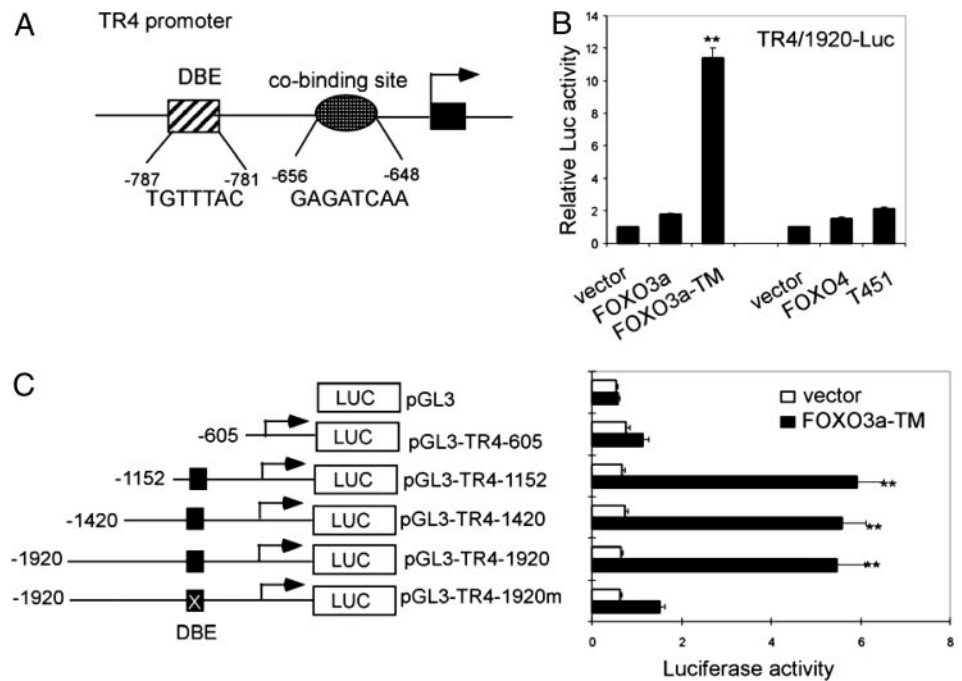 A
TR4 promoter
DBE
co-binding site
-787
-781
-656
-648
TGTTTAC
GAGATCAA
B
TR4/1920-Luc
Relative Luc activity
14
12
10
8
6
4
2
0
**
vector
FOXO3a
FOXO3a-TM
vector
FOXO4
T451
C
LUC
pGL3
-605
LUC
pGL3-TR4-605
-1152
LUC
pGL3-TR4-1152
-1420
LUC
pGL3-TR4-1420
-1920
LUC
pGL3-TR4-1920
-1920
X
LUC
pGL3-TR4-1920m
DBE
vector
FOXO3a-TM
**
**
**
0 2 4 6 8
Luciferase activity